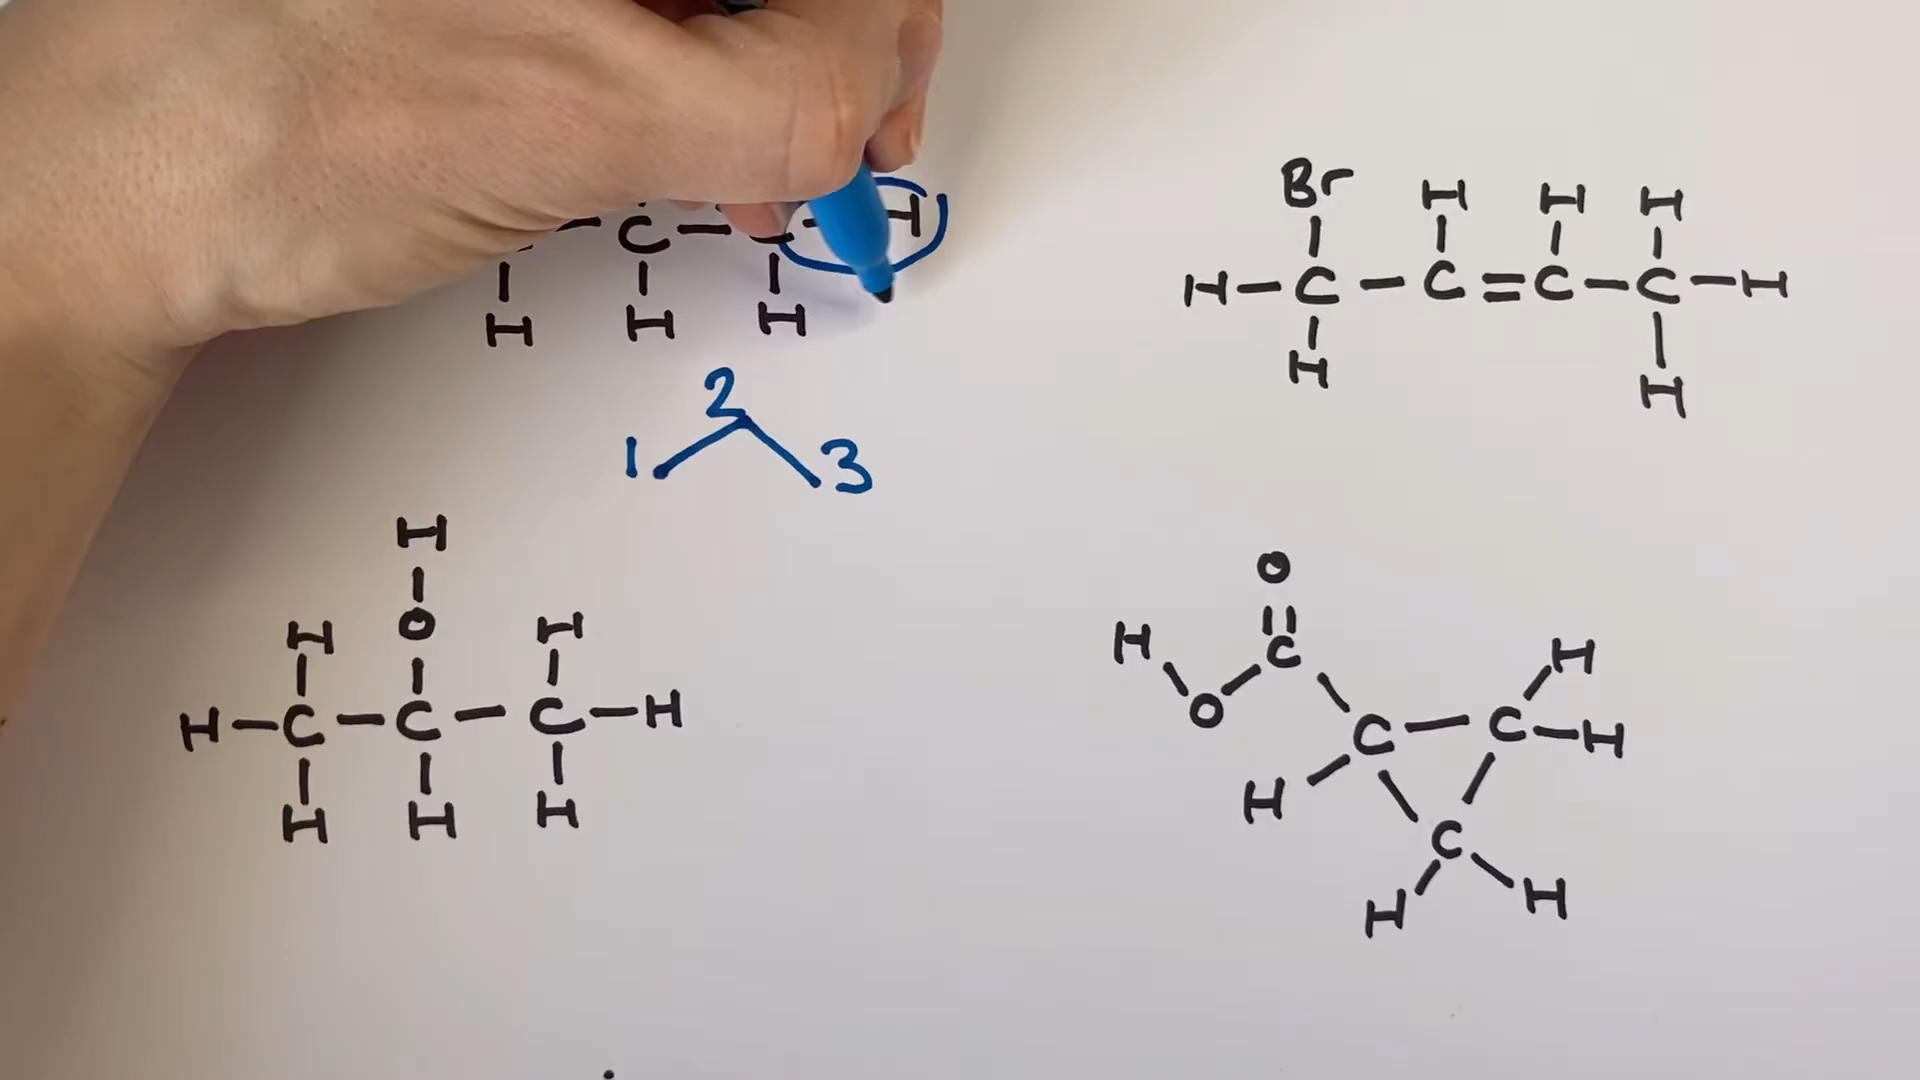 C - C - H
H H H
1 2 3
Br H H H
H - C - C = C - C - H
H H
H
O
H H
H - C - C - C - H
H H H
O
H C H
O C - C - H
H C
H H